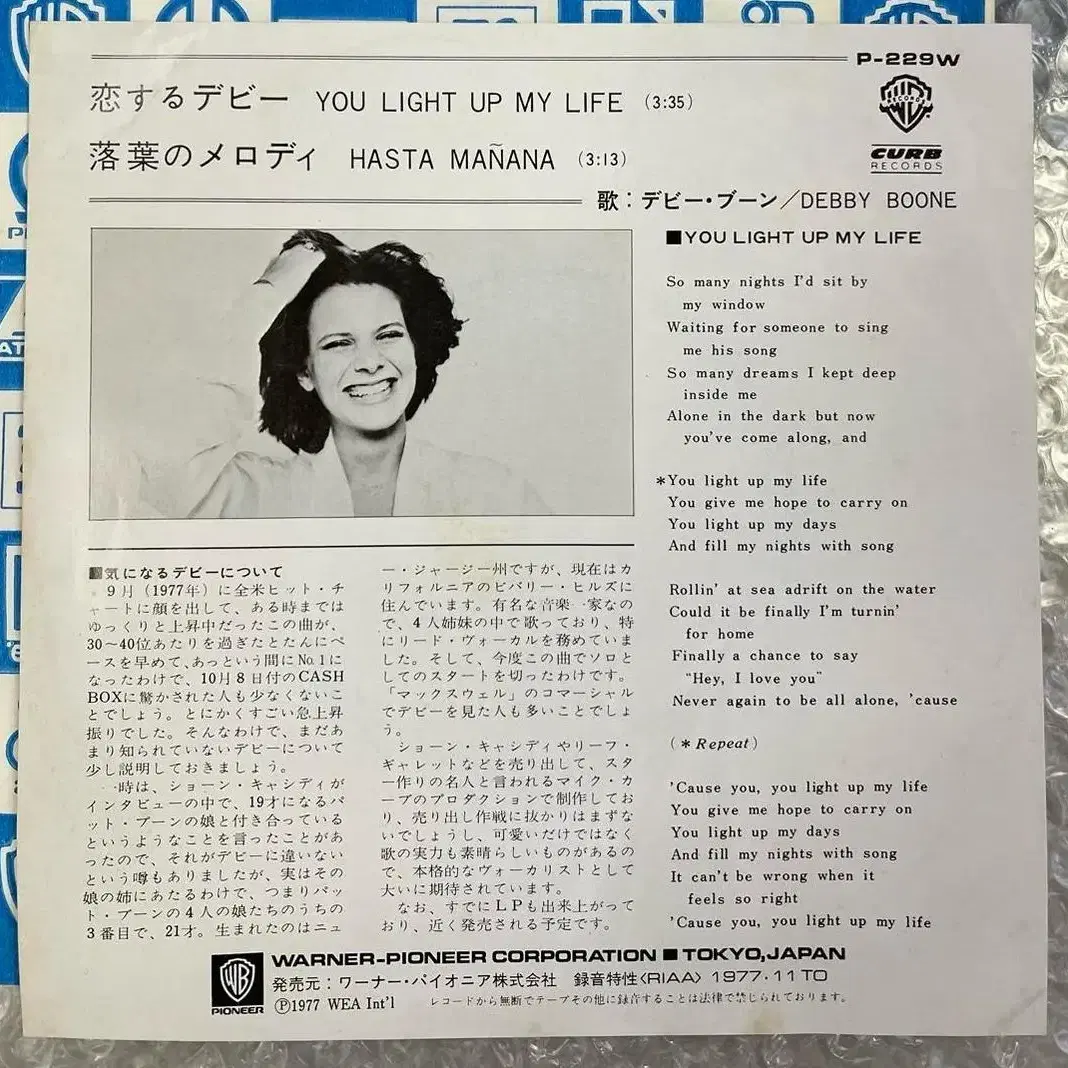 P-229W
恋するデビー YOU LIGHT UP MY LIFE (3:35)
落葉のメロディ HASTA MAÑANA (3:13)
W RECORDS
CURB
RECORDS
歌：デビー・ブーン／DEBBY BOONE
■YOU LIGHT UP MY LIFE
So many nights I'd sit by
my window
Waiting for someone to sing
me his song
So many dreams I kept deep
inside me
Alone in the dark but now
you've come along, and
*You light up my life
You give me hope to carry on
You light up my days
And fill my nights with song
Rollin' at sea adrift on the water
Could it be finally I'm turnin'
for home
Finally a chance to say
"Hey, I love you"
Never again to be all alone, 'cause
(* Repeat)
'Cause you, you light up my life
You give me hope to carry on
You light up my days
And fill my nights with song
It can't be wrong when it
feels so right
'Cause you, you light up my life
■気になるデビーについて
9月（1977年）に全米ヒット・チ
ャートに顔を出して、ある時までは
ゆっくりと上昇中だったこの曲が、
30～40位あたりを過ぎたとたんにペ
ースを早めて、あっという間にNo.1に
なったわけで、10月8日付のCASH
BOXに驚かされた人も少なくないこ
とでしょう。とにかくすごい急上昇
振りでした。そんなわけで、まだあ
まり知られていないデビーについて
少し説明しておきましょう。
一時は、ショーン・キャシディが
インタビューの中で、19才になるパ
ット・ブーンの娘と付き合っている
というようなことを言ったことがあ
ったので、それがデビーに違いない
という噂もありましたが、実はその
娘の姉にあたるわけで、つまりパッ
ト・ブーンの4人の娘たちのうちの
3番目で、21才。生まれたのはニュ
ー・ジャージー州ですが、現在はカ
リフォルニアのビバリー・ヒルズに
住んでいます。有名な音楽一家なの
で、4人姉妹の中で歌っており、特
にリード・ヴォーカルを務めていま
した。そして、今度この曲でソロと
してのスタートを切ったわけです。
「マックスウェル」のコマーシャル
でデビーを見た人も多いことでしょ
う。
ショーン・キャシディやリーフ・
ギャレットなどを売り出して、スタ
ー作りの名人と言われるマイク・カ
ーブのプロダクションで制作してお
り、売り出し作戦に抜かりはまずな
いでしょうし、可愛いだけではなく
歌の実力も素晴らしいものがあるの
で、本格的なヴォーカリストとして
大いに期待されています。
なお、すでにLPも出来上がって
おり、近く発売される予定です。
PIONEER
WARNER-PIONEER CORPORATION ■ TOKYO,JAPAN
発売元：ワーナー・パイオニア株式会社 録音特性〈RIAA〉1977・11 TO
Ⓟ1977 WEA Int'l レコードから無断でテープその他に録音することは法律で禁じられております。